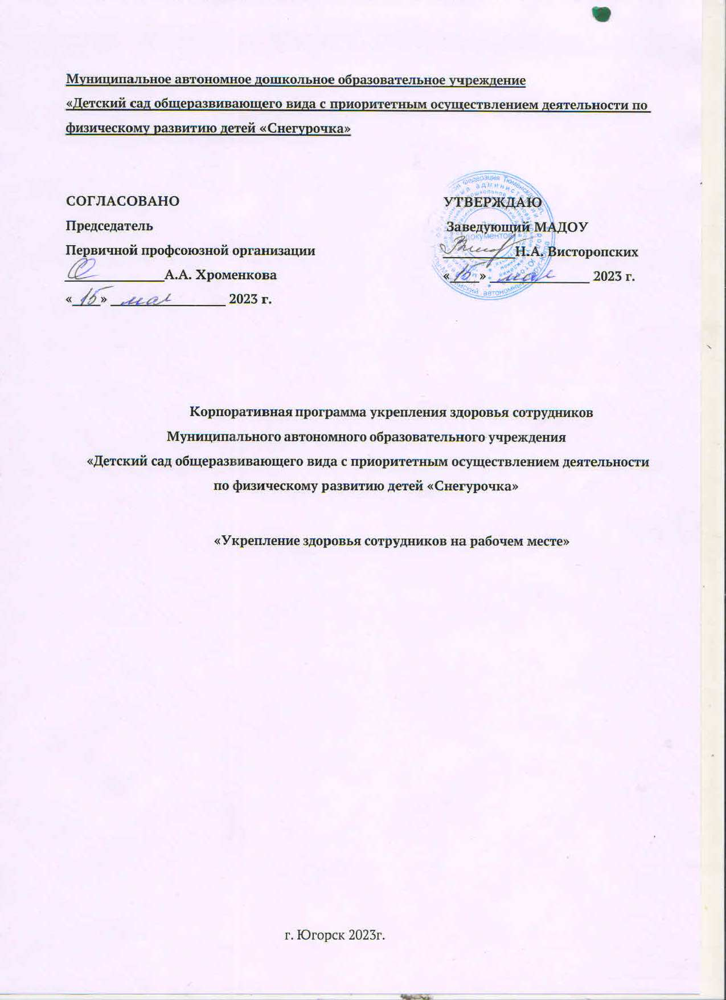 Муниципальное автономное дошкольное образовательное учреждение
«Детский сад общеразвивающего вида с приоритетным осуществлением деятельности по
физическому развитию детей «Снегурочка»
СОГЛАСОВАНО
Председатель
Первичной профсоюзной организации
______________А.А. Хроменкова
«15» мая 2023 г.
УТВЕРЖДАЮ
Заведующий МАДОУ
__________Н.А. Висторопских
«15» мая 2023 г.
документов
Корпоративная программа укрепления здоровья сотрудников
Муниципального автономного образовательного учреждения
«Детский сад общеразвивающего вида с приоритетным осуществлением деятельности
по физическому развитию детей «Снегурочка»
«Укрепление здоровья сотрудников на рабочем месте»
г. Югорск 2023г.